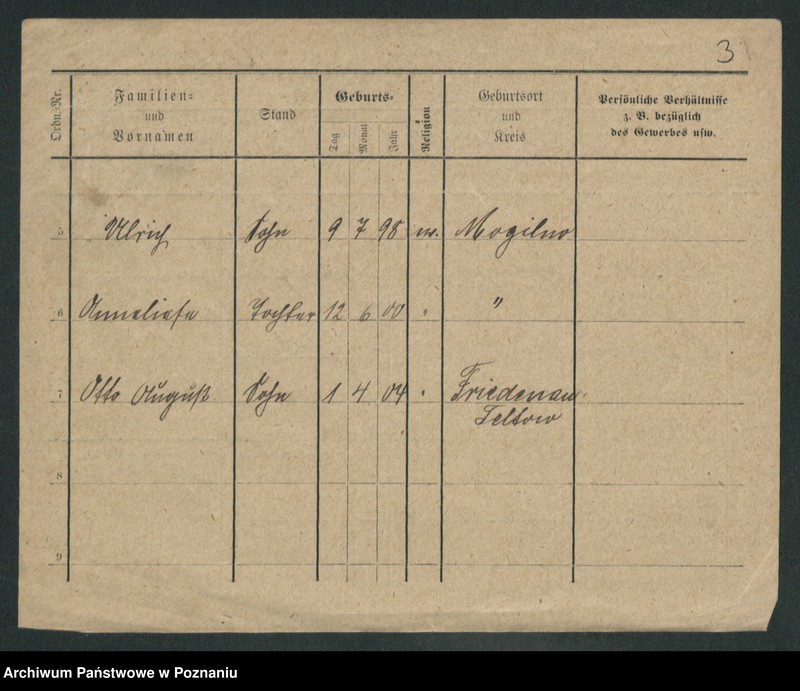 3
Ordn.-Nr. Familien- und Vornamen Stand Geburts- Tag Monat Jahr Religion Geburtsort und Kreis Persönliche Verhältnisse z. B. bezüglich des Gewerbes usw.
5 Ulrich Sohn 9 7 98 Mogilno
6 Anneliese Tochter 12 6 00 " "
7 Otto August Sohn 1 4 04 " Friedenau-
Teltow
8
9
Archiwum Państwowe w Poznaniu